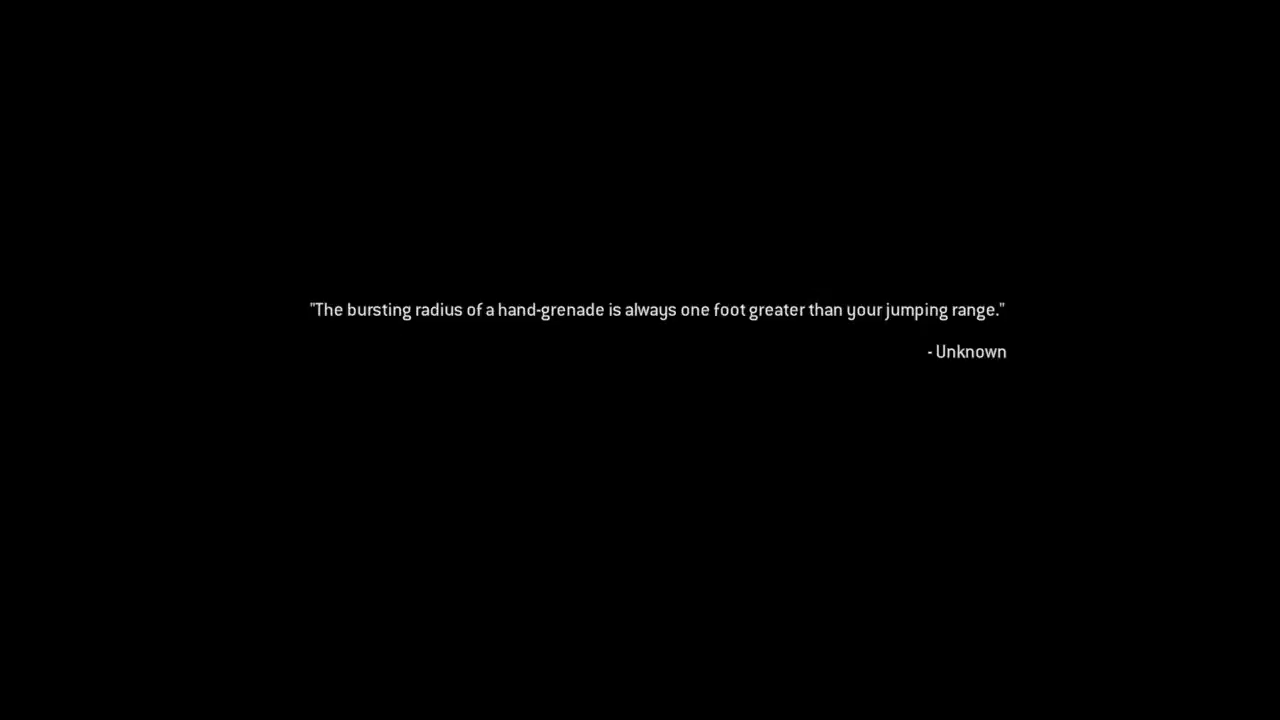 "The bursting radius of a hand-grenade is always one foot greater than your jumping range."
- Unknown